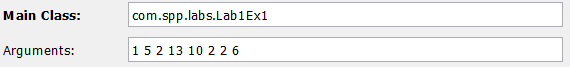 Main Class: com.spp.labs.Lab1Ex1
Arguments: 1 5 2 13 10 2 2 6